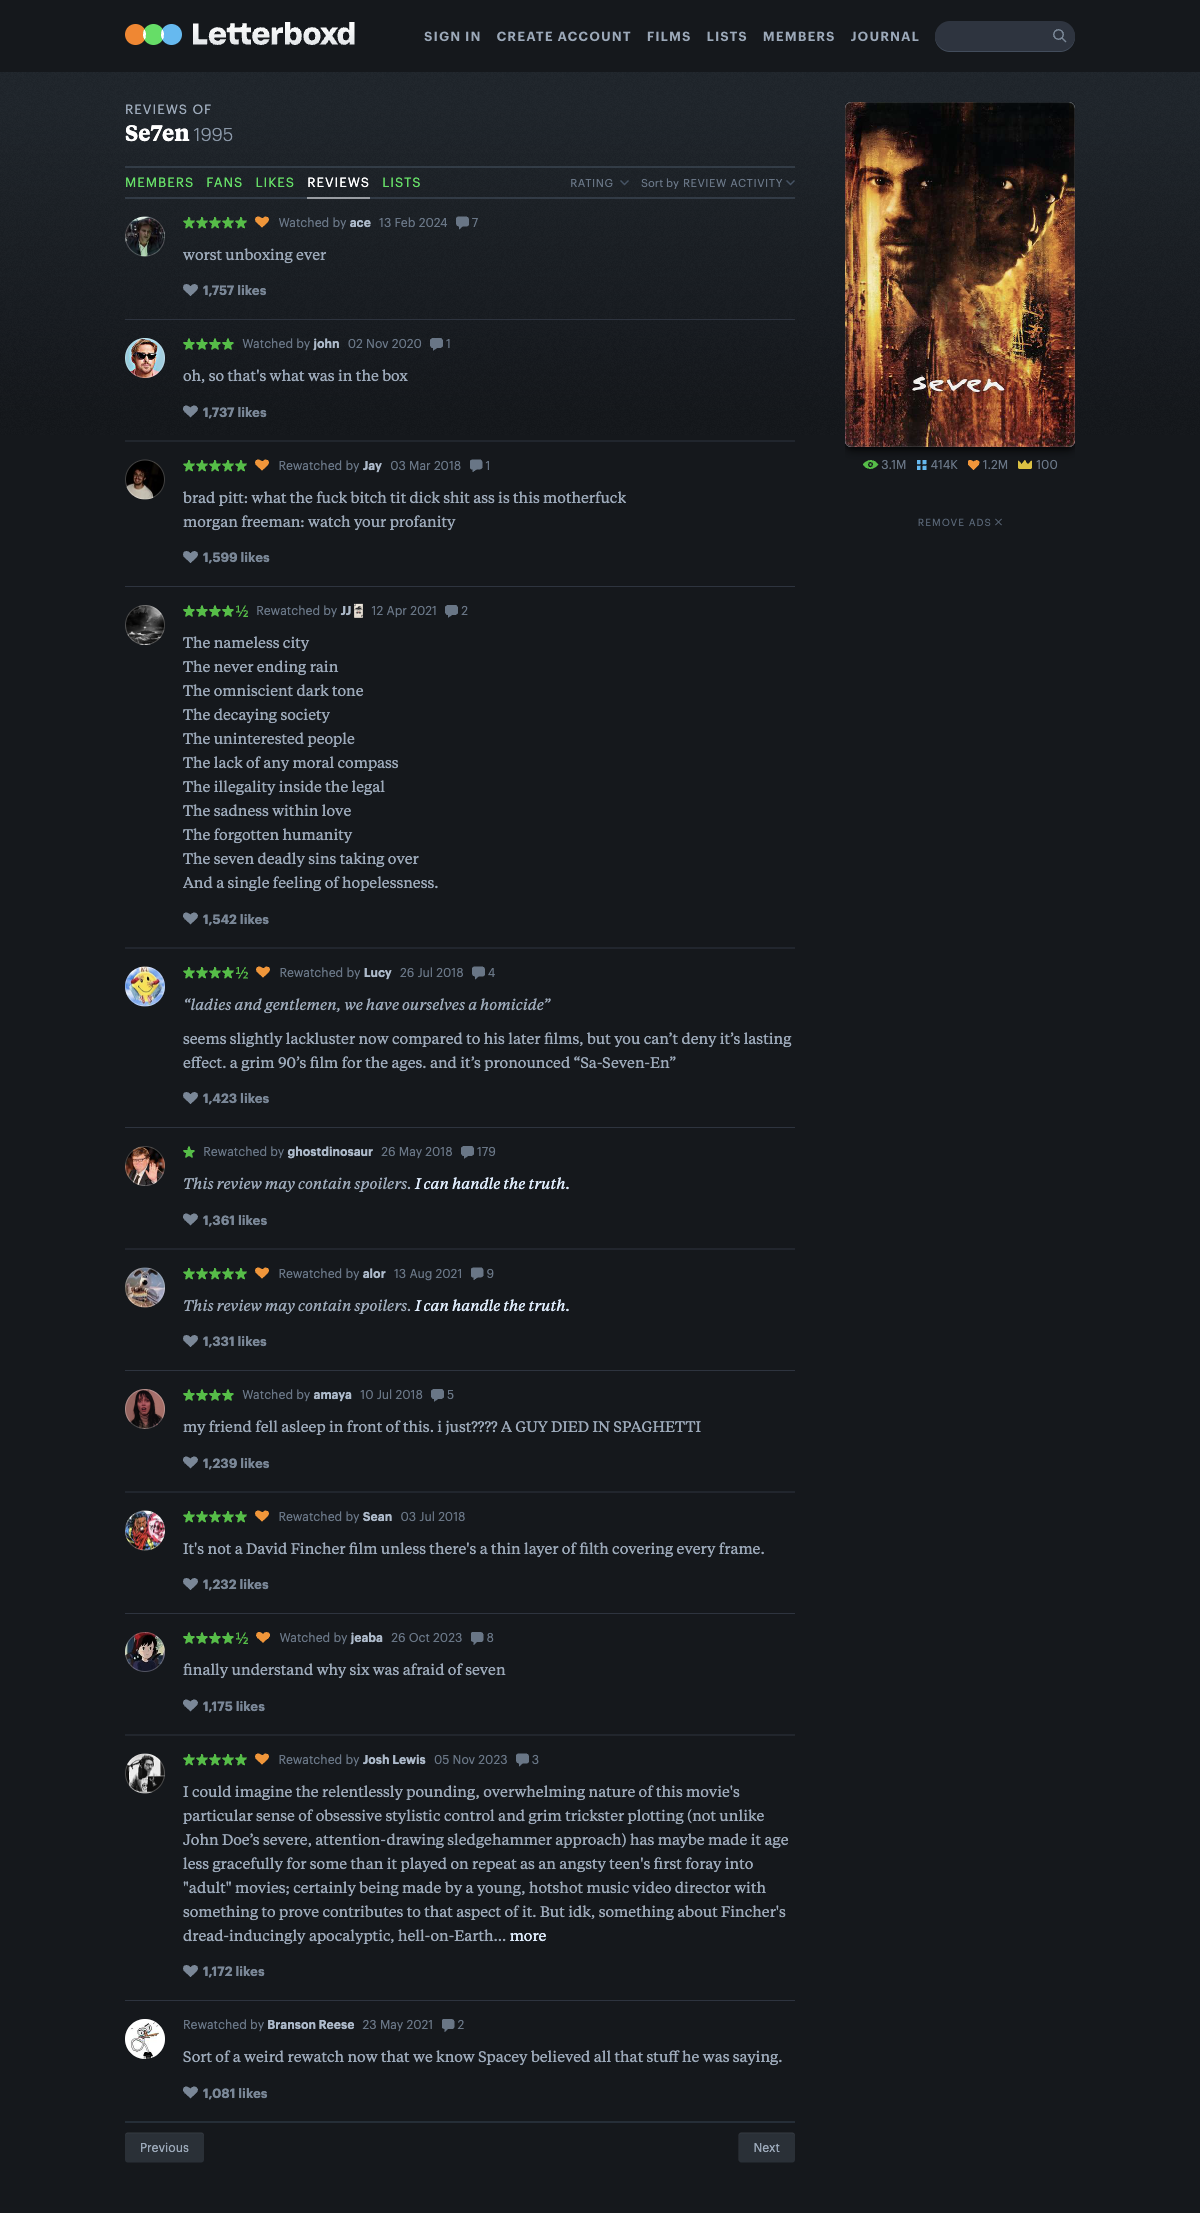 Letterboxd
SIGN IN CREATE ACCOUNT FILMS LISTS MEMBERS JOURNAL
REVIEWS OF
Se7en 1995
MEMBERS FANS LIKES REVIEWS LISTS
RATING Sort by REVIEW ACTIVITY
★★★★★ Watched by ace 13 Feb 2024 7
worst unboxing ever
1,757 likes
★★★★ Watched by john 02 Nov 2020 1
oh, so that's what was in the box
1,737 likes
★★★★★ Rewatched by Jay 03 Mar 2018 1
brad pitt: what the fuck bitch tit dick shit ass is this motherfuck
morgan freeman: watch your profanity
1,599 likes
★★★★½ Rewatched by JJ 12 Apr 2021 2
The nameless city
The never ending rain
The omniscient dark tone
The decaying society
The uninterested people
The lack of any moral compass
The illegality inside the legal
The sadness within love
The forgotten humanity
The seven deadly sins taking over
And a single feeling of hopelessness.
1,542 likes
★★★★½ Rewatched by Lucy 26 Jul 2018 4
“ladies and gentlemen, we have ourselves a homicide”
seems slightly lackluster now compared to his later films, but you can’t deny it’s lasting
effect. a grim 90’s film for the ages. and it’s pronounced “Sa-Seven-En”
1,423 likes
★ Rewatched by ghostdinosaur 26 May 2018 179
This review may contain spoilers. I can handle the truth.
1,361 likes
★★★★★ Rewatched by alor 13 Aug 2021 9
This review may contain spoilers. I can handle the truth.
1,331 likes
★★★★ Watched by amaya 10 Jul 2018 5
my friend fell asleep in front of this. i just???? A GUY DIED IN SPAGHETTI
1,239 likes
★★★★★ Rewatched by Sean 03 Jul 2018
It's not a David Fincher film unless there's a thin layer of filth covering every frame.
1,232 likes
★★★★½ Watched by jeaba 26 Oct 2023 8
finally understand why six was afraid of seven
1,175 likes
★★★★★ Rewatched by Josh Lewis 05 Nov 2023 3
I could imagine the relentlessly pounding, overwhelming nature of this movie's
particular sense of obsessive stylistic control and grim trickster plotting (not unlike
John Doe’s severe, attention-drawing sledgehammer approach) has maybe made it age
less gracefully for some than it played on repeat as an angsty teen's first foray into
"adult" movies; certainly being made by a young, hotshot music video director with
something to prove contributes to that aspect of it. But idk, something about Fincher's
dread-inducingly apocalyptic, hell-on-Earth... more
1,172 likes
Rewatched by Branson Reese 23 May 2021 2
Sort of a weird rewatch now that we know Spacey believed all that stuff he was saying.
1,081 likes
Previous
Next
seven
3.1M 414K 1.2M 100
REMOVE ADS